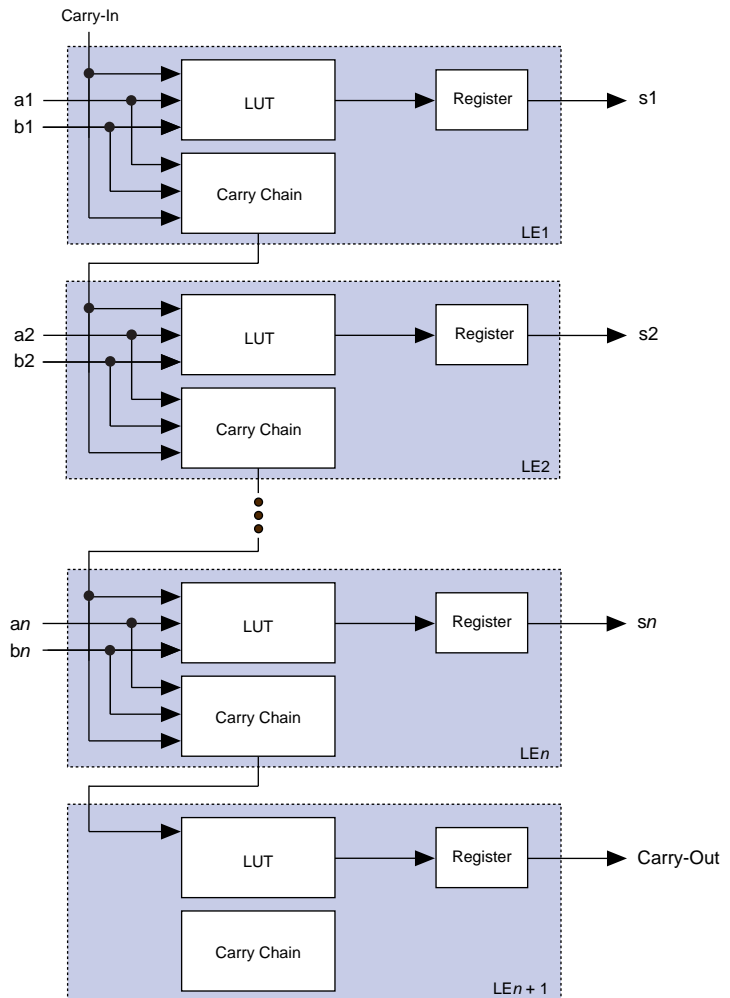 Carry-In
a1
b1
LUT
Register
s1
Carry Chain
LE1
a2
b2
LUT
Register
s2
Carry Chain
LE2
an
bn
LUT
Register
sn
Carry Chain
LEn
LUT
Register
Carry-Out
Carry Chain
LEn + 1